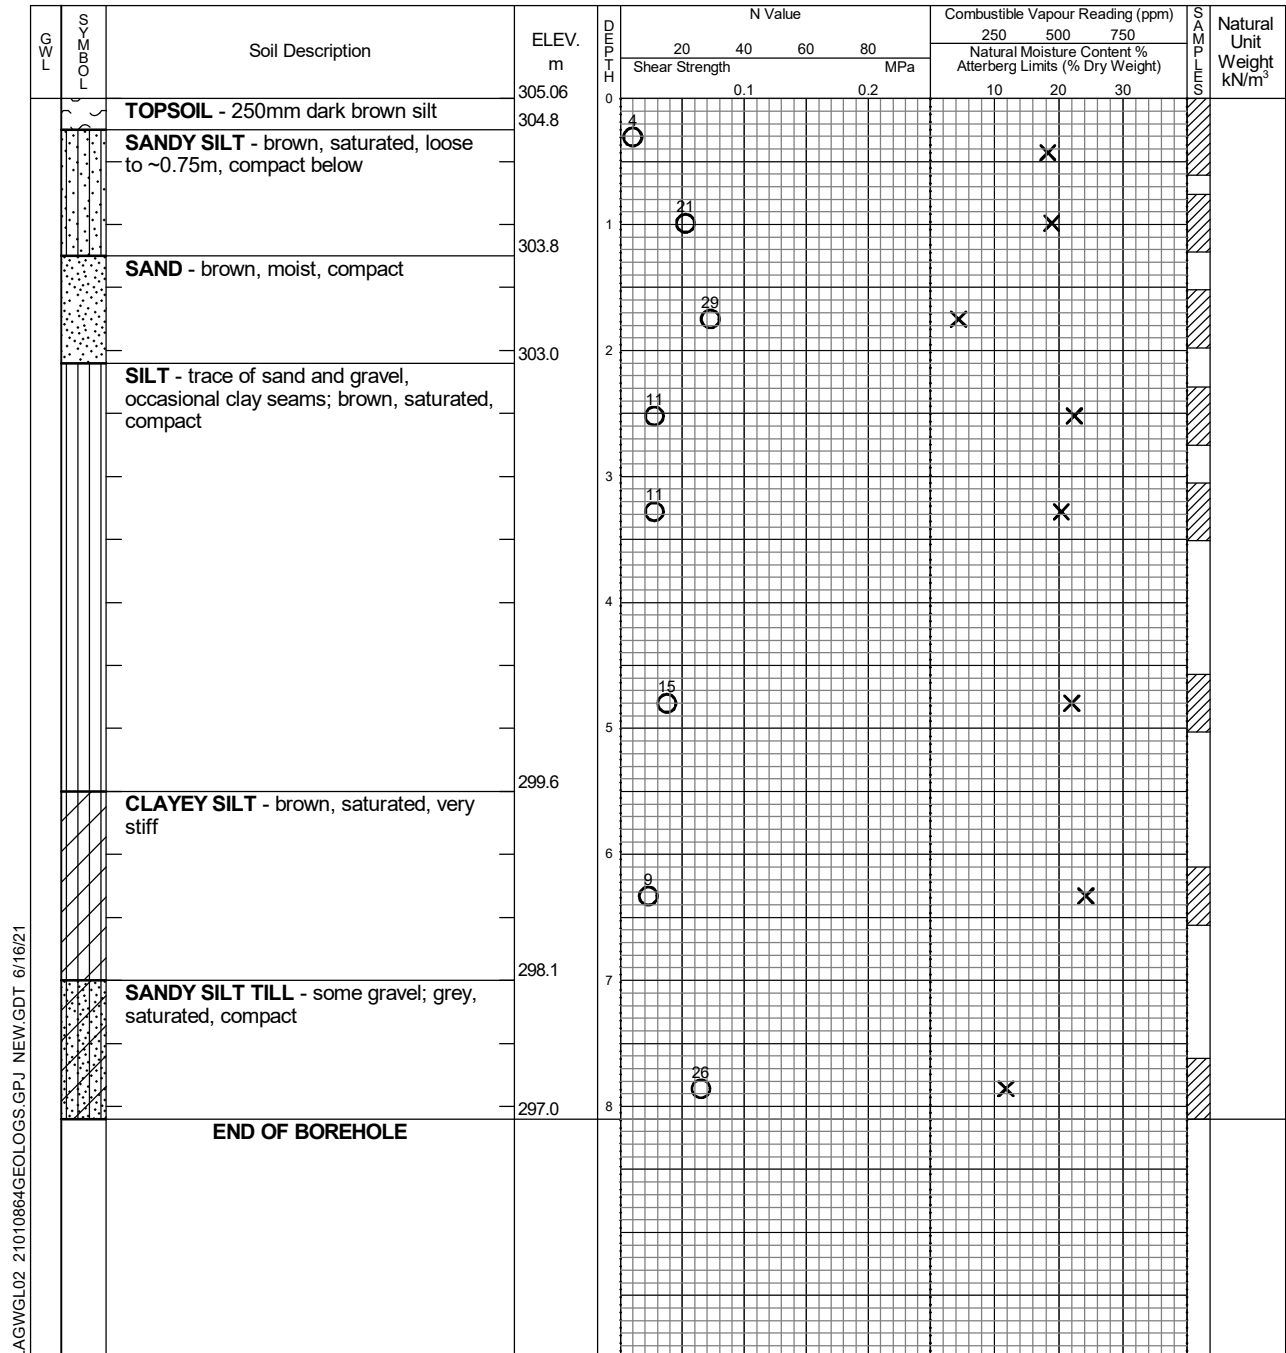 GWL
SYMBOL
Soil Description
ELEV.
m
DEPTH
N Value
20 40 60 80
Shear Strength MPa
0.1 0.2
Combustible Vapour Reading (ppm)
250 500 750
Natural Moisture Content %
Atterberg Limits (% Dry Weight)
10 20 30
SAMPLES
Natural
Unit
Weight
kN/m³
305.06
0
TOPSOIL - 250mm dark brown silt
304.8
SANDY SILT - brown, saturated, loose
to ~0.75m, compact below
4
21
1
303.8
SAND - brown, moist, compact
29
303.0
2
SILT - trace of sand and gravel,
occasional clay seams; brown, saturated,
compact
11
3
11
4
15
5
299.6
CLAYEY SILT - brown, saturated, very
stiff
6
9
298.1
7
SANDY SILT TILL - some gravel; grey,
saturated, compact
26
297.0
8
END OF BOREHOLE
AGWGL02 21010864GEOLOGS.GPJ NEW.GDT 6/16/21